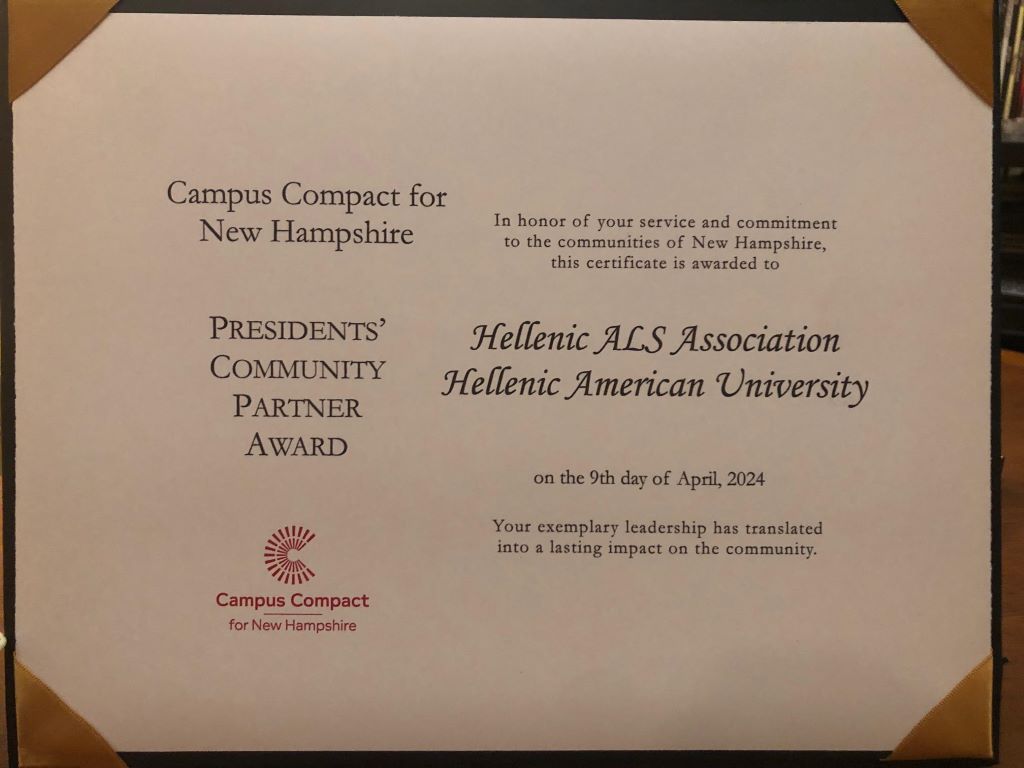 Campus Compact for
New Hampshire
PRESIDENTS'
COMMUNITY
PARTNER
AWARD
Campus Compact
for New Hampshire
In honor of your service and commitment
to the communities of New Hampshire,
this certificate is awarded to
Hellenic ALS Association
Hellenic American University
on the 9th day of April, 2024
Your exemplary leadership has translated
into a lasting impact on the community.